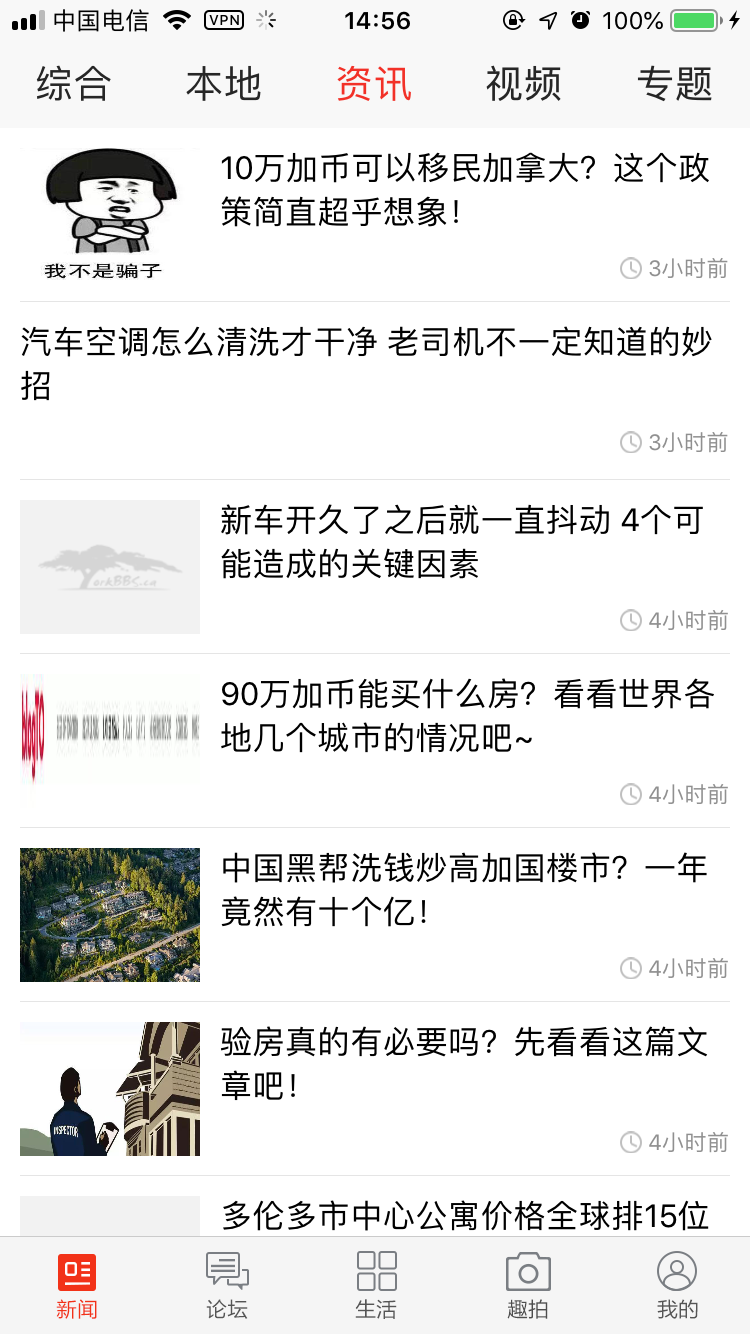 中国电信 VPN 14:56 100%
综合 本地 资讯 视频 专题
10万加币可以移民加拿大？这个政
策简直超乎想象！
我不是骗子
3小时前
汽车空调怎么清洗才干净 老司机不一定知道的妙
招
3小时前
新车开久了之后就一直抖动 4个可
能造成的关键因素
YorkBBS.ca
4小时前
90万加币能买什么房？看看世界各
地几个城市的情况吧~
blogTO
4小时前
中国黑帮洗钱炒高加国楼市？一年
竟然有十个亿！
4小时前
验房真的有必要吗？先看看这篇文
章吧！
INSPECTOR
4小时前
多伦多市中心公寓价格全球排15位
新闻 论坛 生活 趣拍 我的